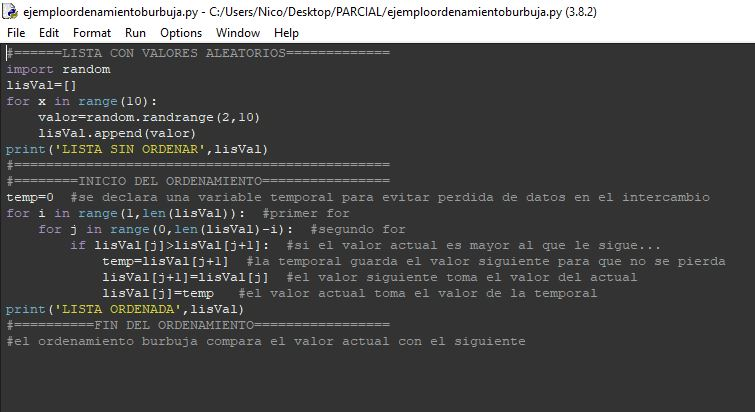 ejemploordenamientoburbuja.py - C:/Users/Nico/Desktop/PARCIAL/ejemploordenamientoburbuja.py (3.8.2)
File Edit Format Run Options Window Help
#======LISTA CON VALORES ALEATORIOS=============
import random
lisVal=[]
for x in range(10):
    valor=random.randrange(2,10)
    lisVal.append(valor)
print('LISTA SIN ORDENAR',lisVal)
#===============================================
#========INICIO DEL ORDENAMIENTO================
temp=0  #se declara una variable temporal para evitar perdida de datos en el intercambio
for i in range(1,len(lisVal)):  #primer for
    for j in range(0,len(lisVal)-i):  #segundo for
        if lisVal[j]>lisVal[j+1]:  #si el valor actual es mayor al que le sigue...
            temp=lisVal[j+1]  #la temporal guarda el valor siguiente para que no se pierda
            lisVal[j+1]=lisVal[j]  #el valor siguiente toma el valor del actual
            lisVal[j]=temp  #el valor actual toma el valor de la temporal
print('LISTA ORDENADA',lisVal)
#==========FIN DEL ORDENAMIENTO=================
#el ordenamiento burbuja compara el valor actual con el siguiente